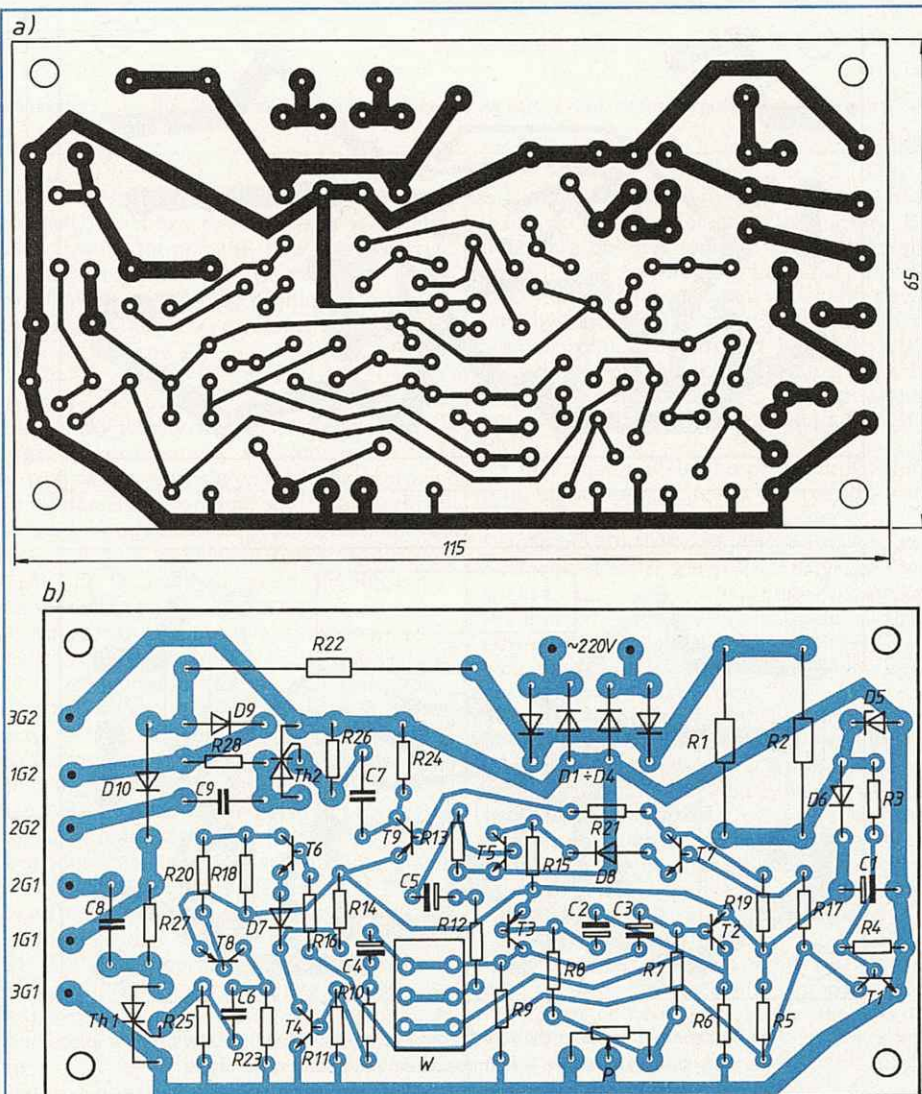 a)
65
115
b)
R22
~220V
3G2
D9
D5
R28
R26
R24
R1
R2
1G2
Th2
C7
D1÷D4
D10
C9
D6
R3
2G2
T9
R13
R21
T6
T5
T7
R20
R18
R15
D8
C1
2G1
C5
R19
R17
C8
R14
R12
R27
D7
T3
C2
C3
R4
1G1
R16
T2
T8
C4
R8
R7
3G1
R10
R9
T1
Th1
R25
C6
T4
R6
R5
R23
R11
W
P